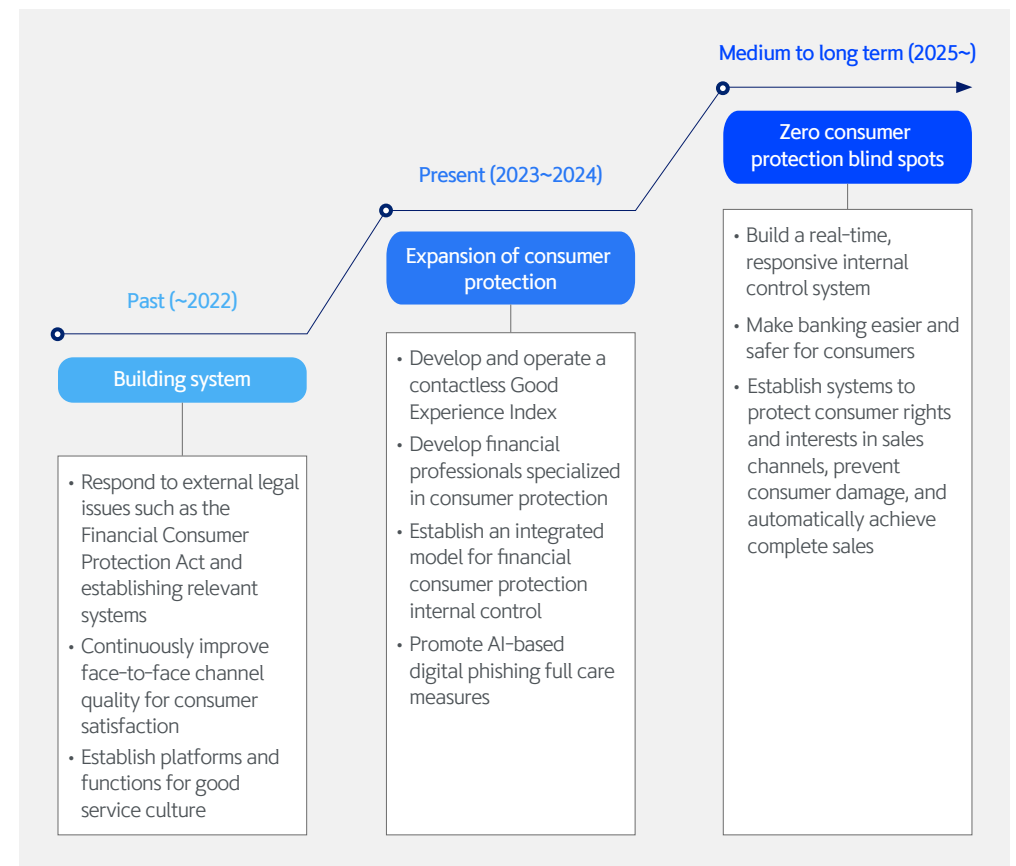 Past (~2022)
Building system
• Respond to external legal
issues such as the
Financial Consumer
Protection Act and
establishing relevant
systems
• Continuously improve
face-to-face channel
quality for consumer
satisfaction
• Establish platforms and
functions for good
service culture
Present (2023~2024)
Expansion of consumer
protection
• Develop and operate a
contactless Good
Experience Index
• Develop financial
professionals specialized
in consumer protection
• Establish an integrated
model for financial
consumer protection
internal control
• Promote AI-based
digital phishing full care
measures
Medium to long term (2025~)
Zero consumer
protection blind spots
• Build a real-time,
responsive internal
control system
• Make banking easier and
safer for consumers
• Establish systems to
protect consumer rights
and interests in sales
channels, prevent
consumer damage, and
automatically achieve
complete sales